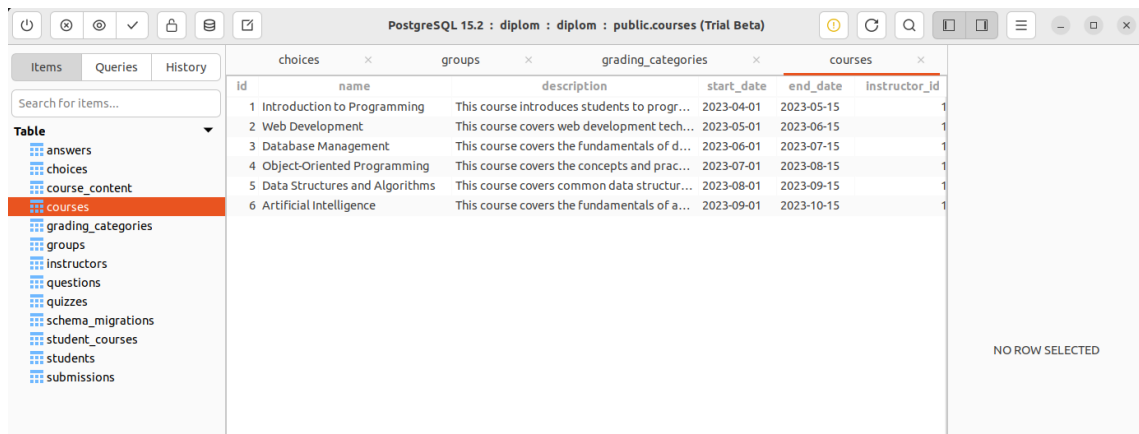 PostgreSQL 15.2 : diplom : diplom : public.courses (Trial Beta)
Items Queries History
Search for items...
Table
answers
choices
course_content
courses
grading_categories
groups
instructors
questions
quizzes
schema_migrations
student_courses
students
submissions
choices groups grading_categories courses
id name description start_date end_date instructor_id
1 Introduction to Programming This course introduces students to progr... 2023-04-01 2023-05-15 1
2 Web Development This course covers web development tech... 2023-05-01 2023-06-15 1
3 Database Management This course covers the fundamentals of d... 2023-06-01 2023-07-15 1
4 Object-Oriented Programming This course covers the concepts and prac... 2023-07-01 2023-08-15 1
5 Data Structures and Algorithms This course covers common data structur... 2023-08-01 2023-09-15 1
6 Artificial Intelligence This course covers the fundamentals of a... 2023-09-01 2023-10-15 1
NO ROW SELECTED